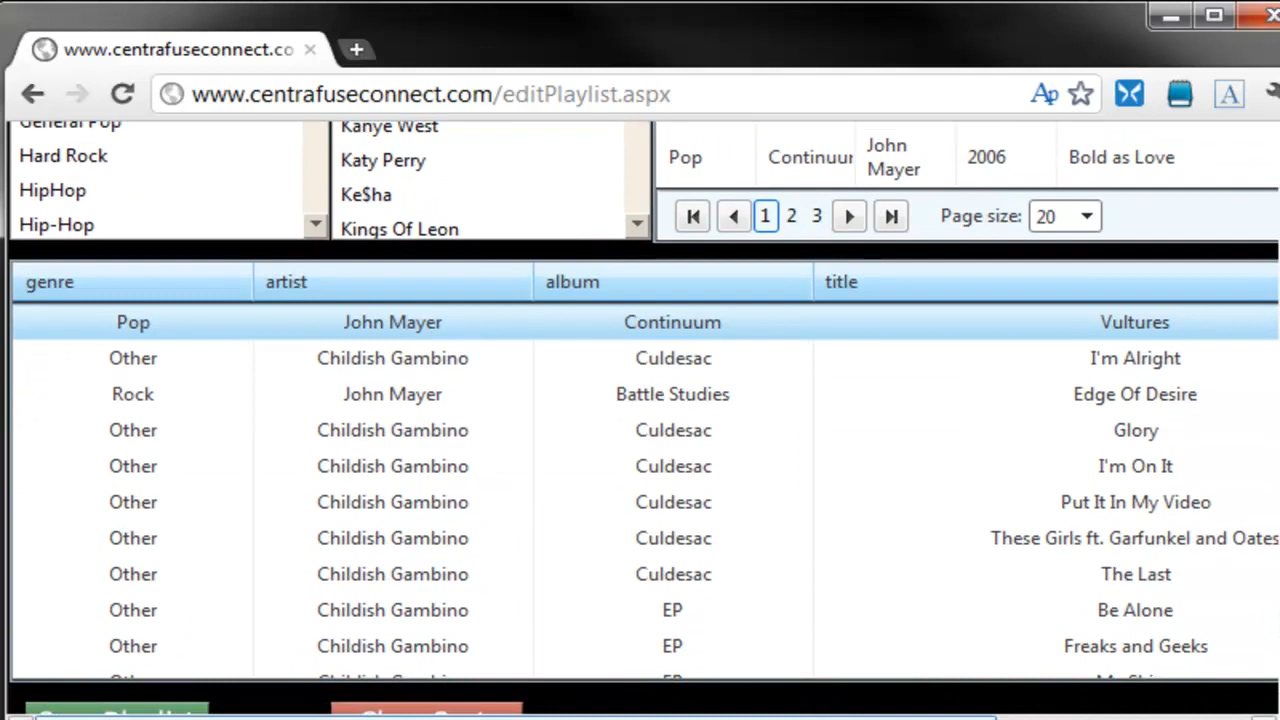 www.centrafuseconnect.co
www.centrafuseconnect.com/editPlaylist.aspx
General Pop
Hard Rock
HipHop
Hip-Hop
Kanye West
Katy Perry
Ke$ha
Kings Of Leon
Pop Continuur John Mayer 2006 Bold as Love
1 2 3 Page size: 20
genre artist album title
Pop John Mayer Continuum Vultures
Other Childish Gambino Culdesac I'm Alright
Rock John Mayer Battle Studies Edge Of Desire
Other Childish Gambino Culdesac Glory
Other Childish Gambino Culdesac I'm On It
Other Childish Gambino Culdesac Put It In My Video
Other Childish Gambino Culdesac These Girls ft. Garfunkel and Oates
Other Childish Gambino Culdesac The Last
Other Childish Gambino EP Be Alone
Other Childish Gambino EP Freaks and Geeks